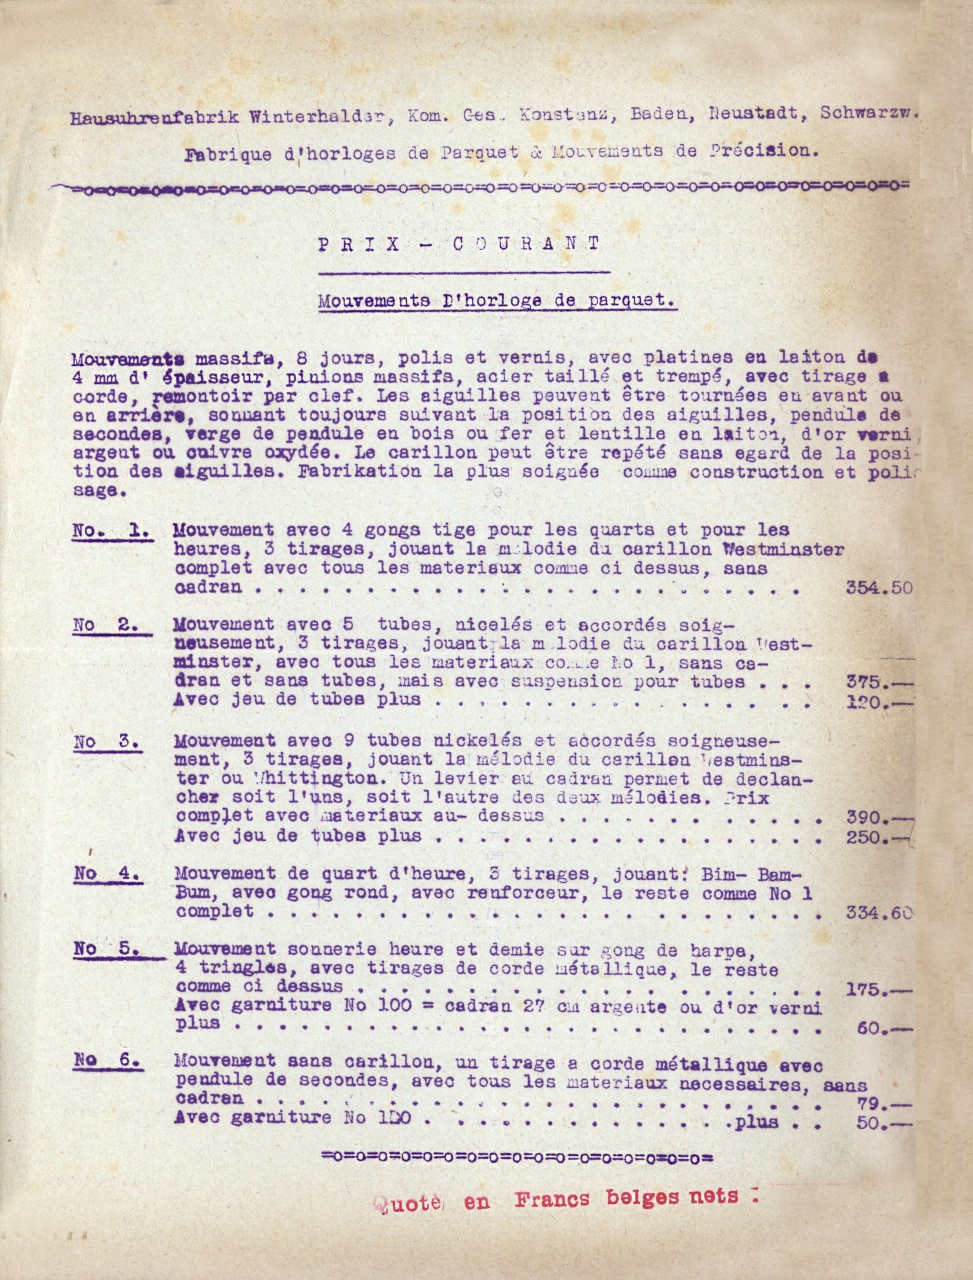 Hausuhrenfabrik Winterhalder, Kom. Ges. Konstanz, Baden, Neustadt, Schwarzw.
Fabrique d'horloges de Parquet & Mouvements de Précision.
=o=o=o=o=o=o=o=o=o=o=o=o=o=o=o=o=o=o=o=o=o=o=o=o=o=o=o=o=o=o=o=o=o=o=o=o=
PRIX - COURANT
Mouvements D'horloge de parquet.
Mouvements massifs, 8 jours, polis et vernis, avec platines en laiton de
4 mm d' épaisseur, pinions massifs, acier taillé et trempé, avec tirage a
corde, remontoir par clef. Les aiguilles peuvent être tournées en avant ou
en arrière, sonnant toujours suivant la position des aiguilles, pendule de
secondes, verge de pendule en bois ou fer et lentille en laiton, d'or verni,
argent ou cuivre oxydée. Le carillon peut être repété sans egard de la posi-
tion des aiguilles. Fabrikation la plus soignée comme construction et polis
sage.
No. 1. Mouvement avec 4 gongs tige pour les quarts et pour les
heures, 3 tirages, jouant la mélodie du carillon Westminster
complet avec tous les materiaux comme ci dessus, sans
cadran . . . . . . . . . . . . . . . . . . . . . . . 354.50
No 2. Mouvement avec 5 tubes, nicelés et accordés soig-
neusement, 3 tirages, jouant la mélodie du carillon West-
minster, avec tous les materiaux comme No 1, sans ca-
dran et sans tubes, mais avec suspension pour tubes . . . 375.—
Avec jeu de tubes plus . . . . . . . . . . . . . . . . . 120.—
No 3. Mouvement avec 9 tubes nickelés et accordés soigneuse-
ment, 3 tirages, jouant la mélodie du carillon Westmins-
ter ou Whittington. Un levier au cadran permet de declan-
cher soit l'uns, soit l'autre des deux mélodies. Prix
complet avec materiaux au- dessus . . . . . . . . . . . . 390.—
Avec jeu de tubes plus . . . . . . . . . . . . . . . . . 250.—
No 4. Mouvement de quart d'heure, 3 tirages, jouant: Bim- Bam-
Bum, avec gong rond, avec renforceur, le reste comme No 1
complet . . . . . . . . . . . . . . . . . . . . . . . . 334.60
No 5. Mouvement sonnerie heure et demie sur gong de harpe,
4 tringles, avec tirages de corde métallique, le reste
comme ci dessus . . . . . . . . . . . . . . . . . . . . 175.—
Avec garniture No 100 = cadran 27 cm argente ou d'or verni
plus . . . . . . . . . . . . . . . . . . . . . . . . . . 60.—
No 6. Mouvement sans carillon, un tirage a corde métallique avec
pendule de secondes, avec tous les materiaux necessaires, sans
cadran . . . . . . . . . . . . . . . . . . . . . . . . . 79.—
Avec garniture No 100 . . . . . . . . . . . . . .plus . . 50.—
=o=o=o=o=o=o=o=o=o=o=o=o=o=o=o=o=o=
Quoté en Francs belges nets :